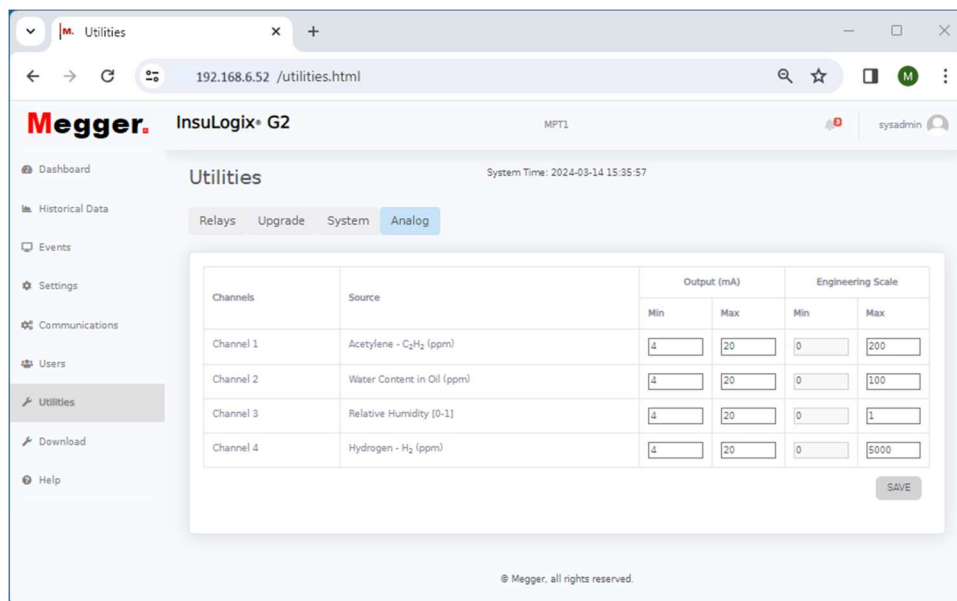 M. Utilities
192.168.6.52 /utilities.html
M
Megger.
InsuLogix® G2
MPT1
3
sysadmin
Dashboard
Historical Data
Events
Settings
Communications
Users
Utilities
Download
Help
Utilities
System Time: 2024-03-14 15:35:57
Relays Upgrade System Analog
Channels Source Output (mA) Engineering Scale
Min Max Min Max
Channel 1 Acetylene - C₂H₂ (ppm) 4 20 0 200
Channel 2 Water Content in Oil (ppm) 4 20 0 100
Channel 3 Relative Humidity [0-1] 4 20 0 1
Channel 4 Hydrogen - H₂ (ppm) 4 20 0 5000
SAVE
© Megger, all rights reserved.